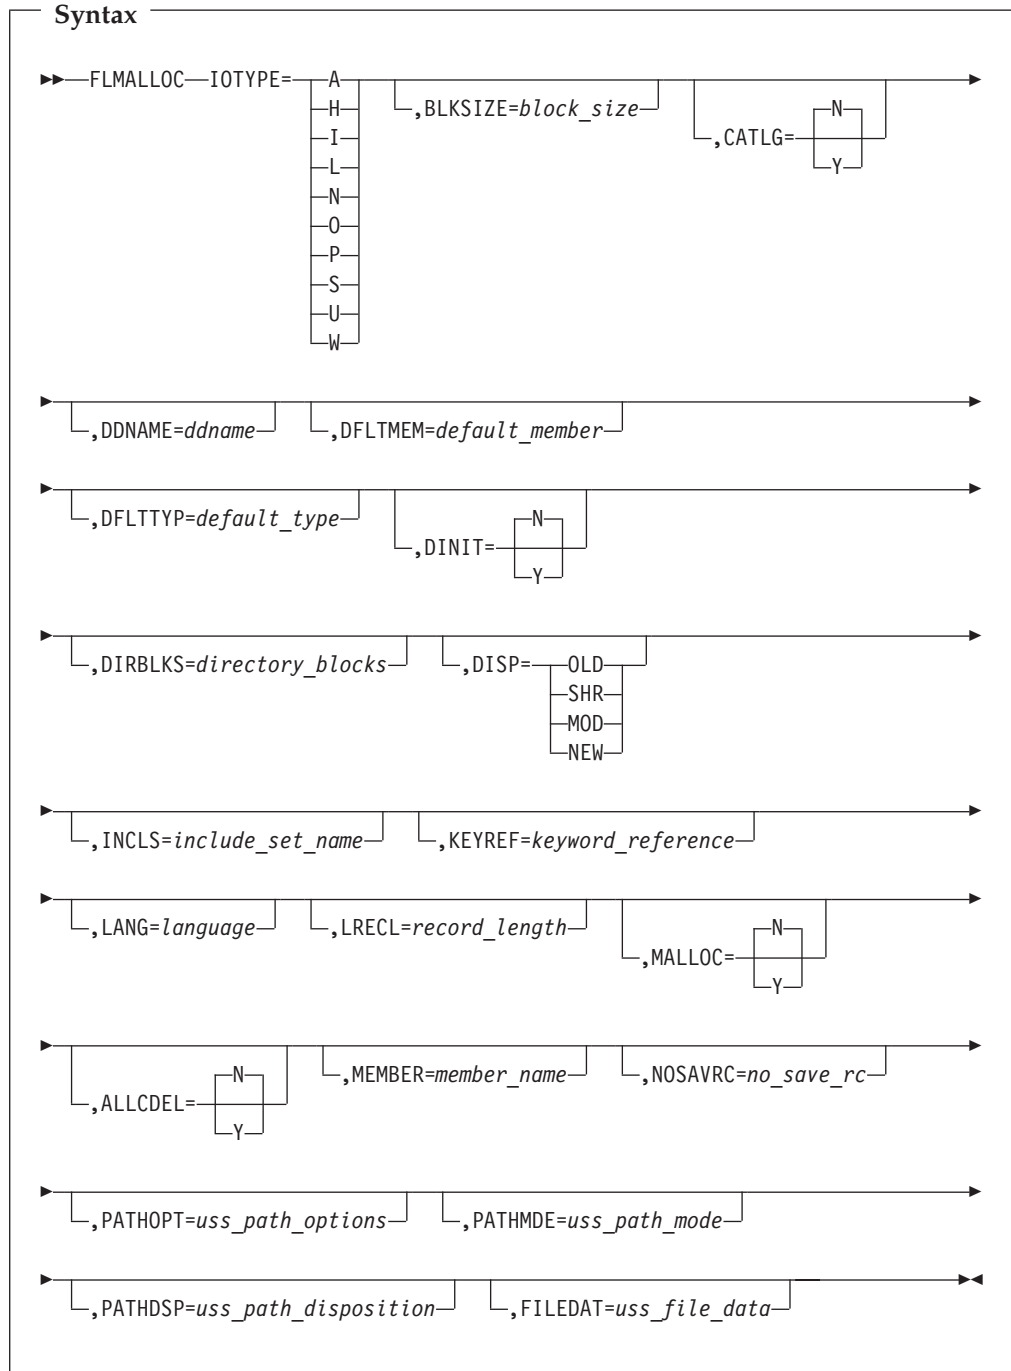 Syntax
FLMALLOC IOTYPE= A
H
I
L
N
O
P
S
U
W
,BLKSIZE=block_size
,CATLG= N
Y
,DDNAME=ddname ,DFLTMEM=default_member
,DFLTTYP=default_type ,DINIT= N
Y
,DIRBLKS=directory_blocks ,DISP= OLD
SHR
MOD
NEW
,INCLS=include_set_name ,KEYREF=keyword_reference
,LANG=language ,LRECL=record_length ,MALLOC= N
Y
,ALLCDEL= N
Y
,MEMBER=member_name ,NOSAVRC=no_save_rc
,PATHOPT=uss_path_options ,PATHMDE=uss_path_mode
,PATHDSP=uss_path_disposition ,FILEDAT=uss_file_data